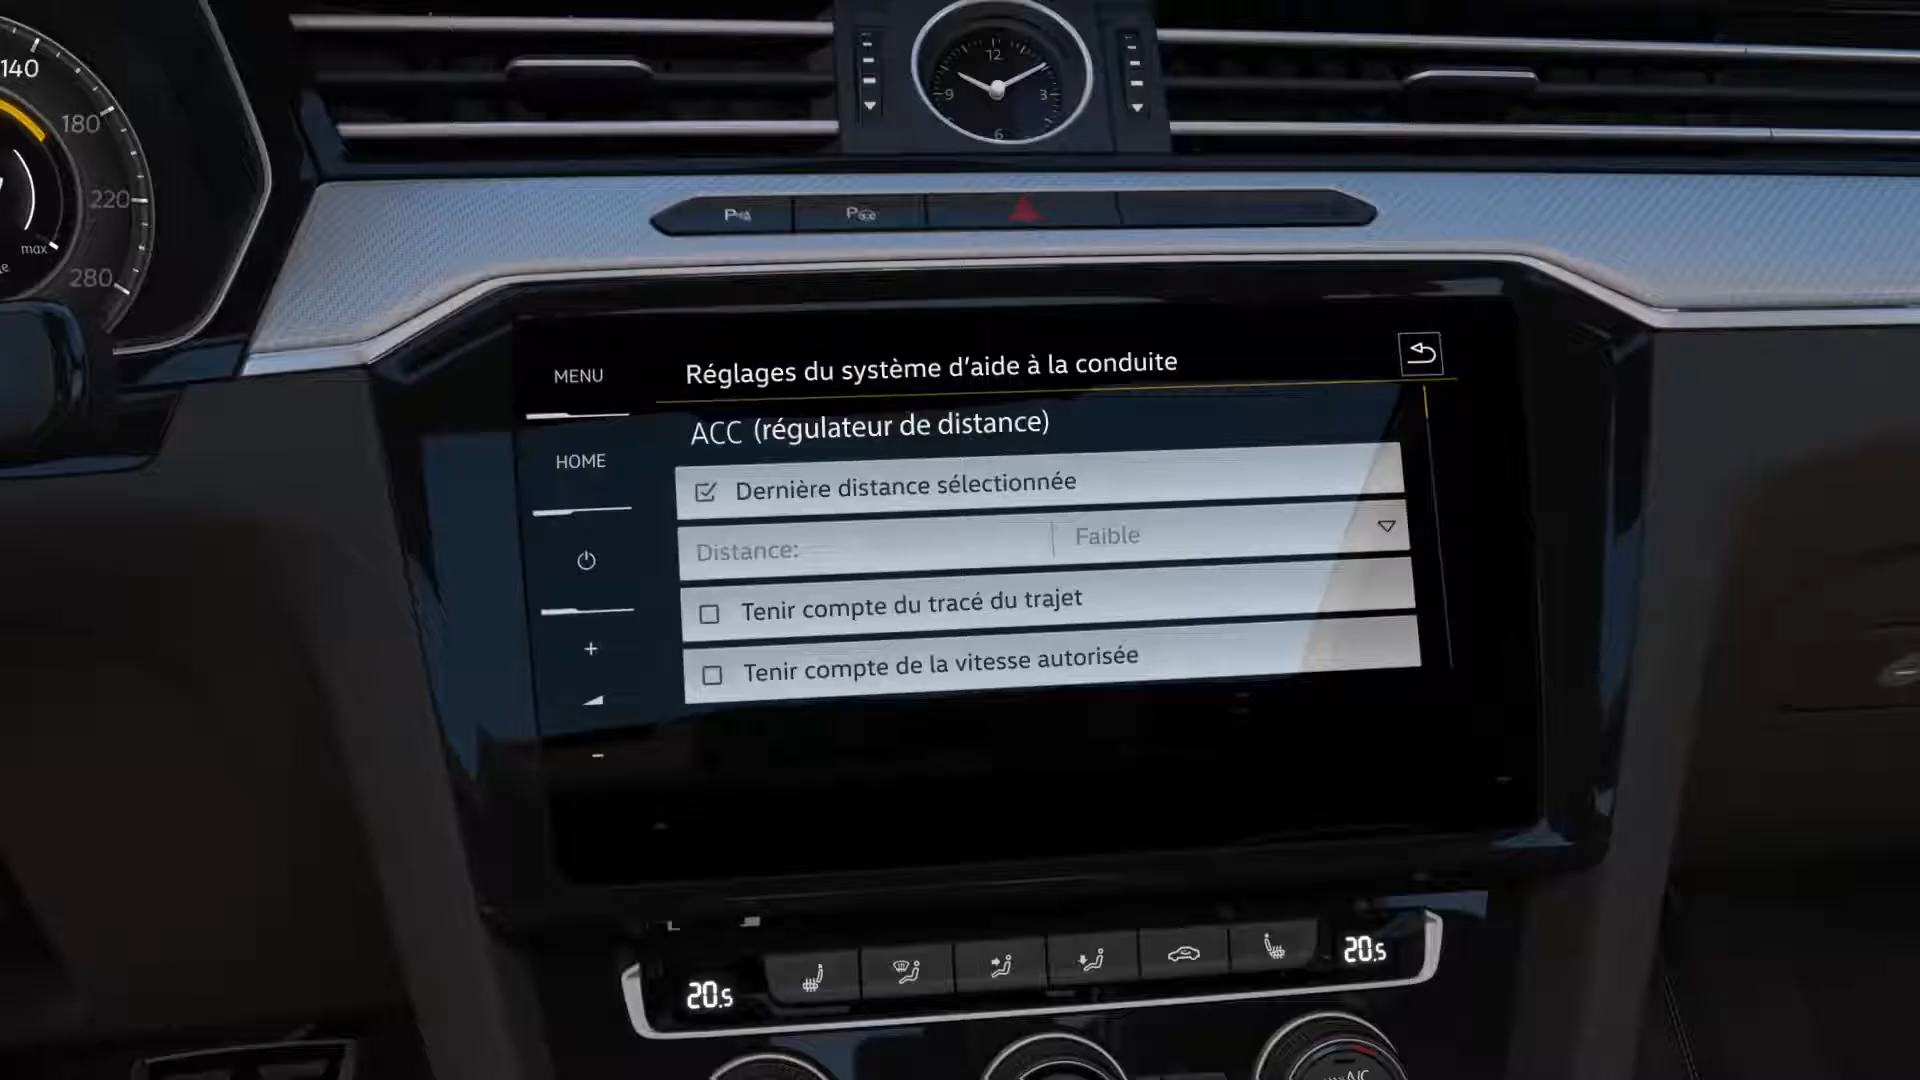 140
180
220
280
max
12
9
3
6
P
P
MENU
HOME
Réglages du système d'aide à la conduite
ACC (régulateur de distance)
Dernière distance sélectionnée
Distance: Faible
Tenir compte du tracé du trajet
Tenir compte de la vitesse autorisée
+
-
20.5
20.5
A/C